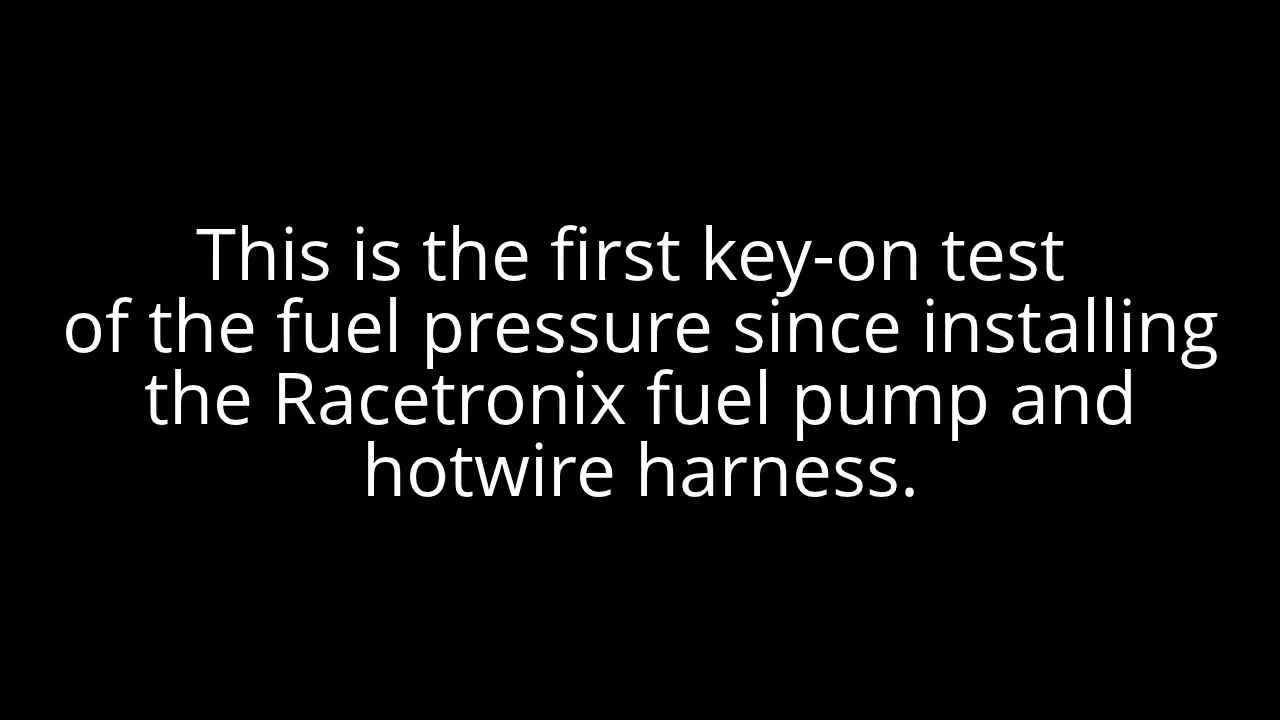 This is the first key-on test
of the fuel pressure since installing
the Racetronix fuel pump and
hotwire harness.